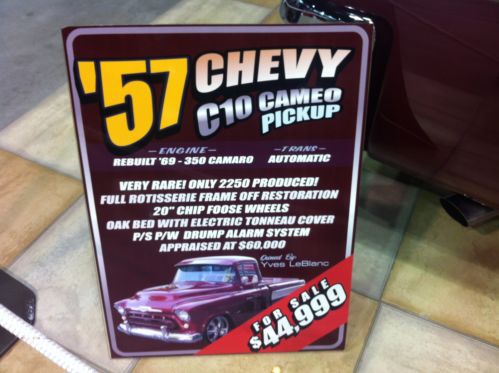 '57 CHEVY
C10 CAMEO
PICKUP
- ENGINE -
REBUILT '69 - 350 CAMARO
- TRANS -
AUTOMATIC
VERY RARE! ONLY 2250 PRODUCED!
FULL ROTISSERIE FRAME OFF RESTORATION
20" CHIP FOOSE WHEELS
OAK BED WITH ELECTRIC TONNEAU COVER
P/S P/W DRUMP ALARM SYSTEM
APPRAISED AT $60,000
Owned By
Yves LeBlanc
FOR SALE
$44,999